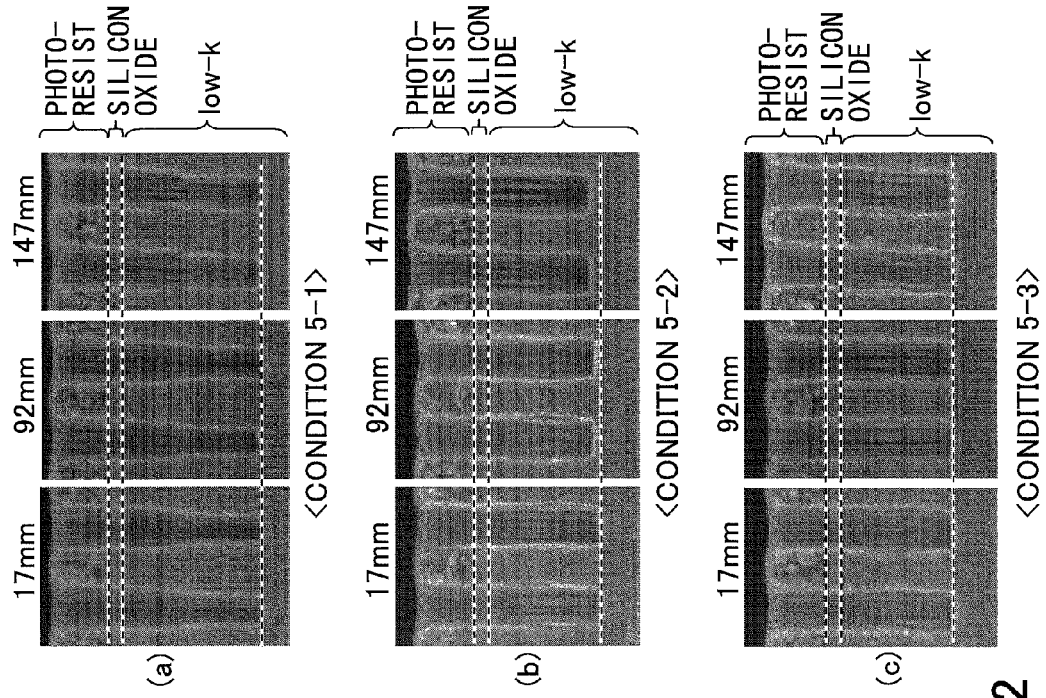 17mm 92mm 147mm
(a)
PHOTO-
RESIST
SILICON
OXIDE
low-k
<CONDITION 5-1>
17mm 92mm 147mm
(b)
PHOTO-
RESIST
SILICON
OXIDE
low-k
<CONDITION 5-2>
17mm 92mm 147mm
(c)
PHOTO-
RESIST
SILICON
OXIDE
low-k
<CONDITION 5-3>
2